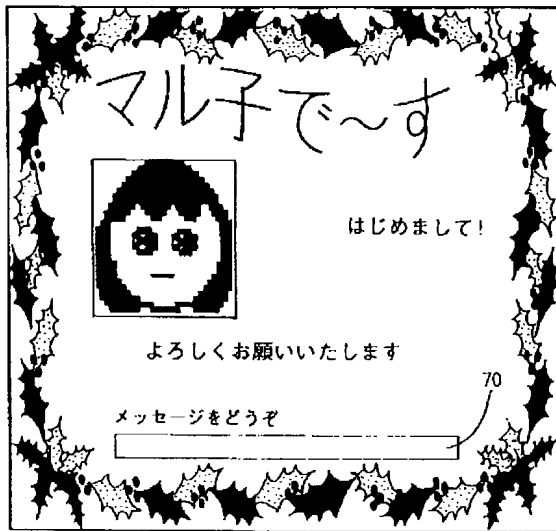 マル子で〜す
はじめまして!
よろしくお願いいたします
70
メッセージをどうぞ